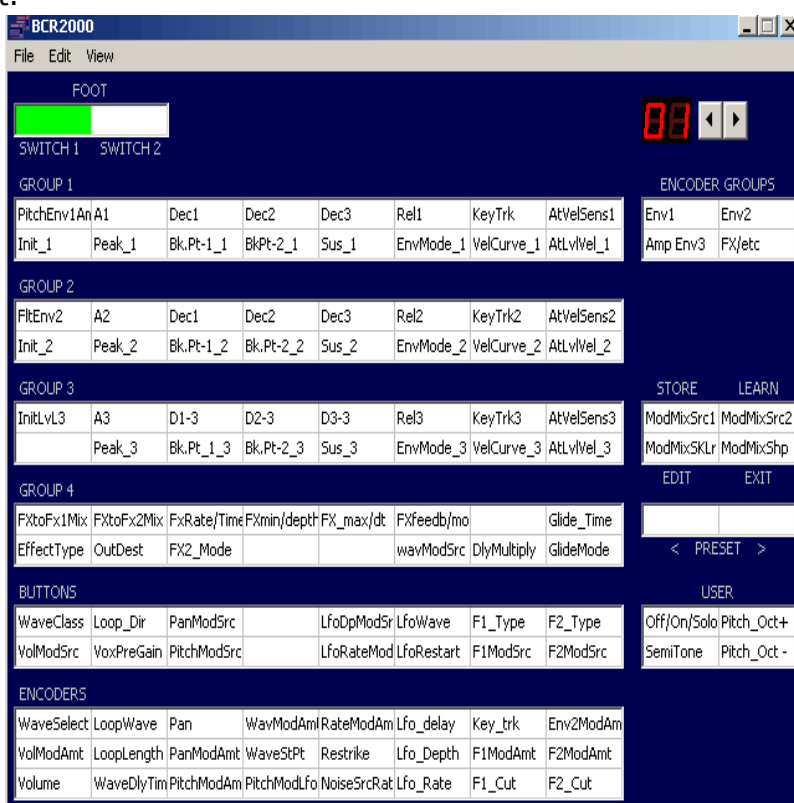 BCR2000
File Edit View
FOOT
SWITCH 1 SWITCH 2
01
GROUP 1
PitchEnv1An A1 Dec1 Dec2 Dec3 Rel1 KeyTrk AtVelSens1
Init_1 Peak_1 Bk.Pt-1_1 BkPt-2_1 Sus_1 EnvMode_1 VelCurve_1 AtLvlVel_1
ENCODER GROUPS
Env1 Env2
Amp Env3 FX/etc
GROUP 2
FltEnv2 A2 Dec1 Dec2 Dec3 Rel2 KeyTrk2 AtVelSens2
Init_2 Peak_2 Bk.Pt-1_2 Bk.Pt-2_2 Sus_2 EnvMode_2 VelCurve_2 AtLvlVel_2
GROUP 3
InitLvL3 A3 D1-3 D2-3 D3-3 Rel3 KeyTrk3 AtVelSens3
Peak_3 Bk.Pt_1_3 Bk.Pt-2_3 Sus_3 EnvMode_3 VelCurve_3 AtLvlVel_3
STORE LEARN
ModMixSrc1 ModMixSrc2
ModMixSKLr ModMixShp
EDIT EXIT
GROUP 4
FXtoFx1Mix FXtoFx2Mix FxRate/Time FXmin/depth FX_max/dt FXfeedb/mo Glide_Time
EffectType OutDest FX2_Mode wavModSrc DlyMultiply GlideMode
< PRESET >
BUTTONS
WaveClass Loop_Dir PanModSrc LfoDpModSr LfoWave F1_Type F2_Type
VolModSrc VoxPreGain PitchModSrc LfoRateMod LfoRestart F1ModSrc F2ModSrc
USER
Off/On/Solo Pitch_Oct+
SemiTone Pitch_Oct -
ENCODERS
WaveSelect LoopWave Pan WavModAm RateModAm Lfo_delay Key_trk Env2ModAm
VolModAmt LoopLength PanModAmt WaveStPt Restrike Lfo_Depth F1ModAmt F2ModAmt
Volume WaveDlyTim PitchModAm PitchModLfo NoiseSrcRat Lfo_Rate F1_Cut F2_Cut